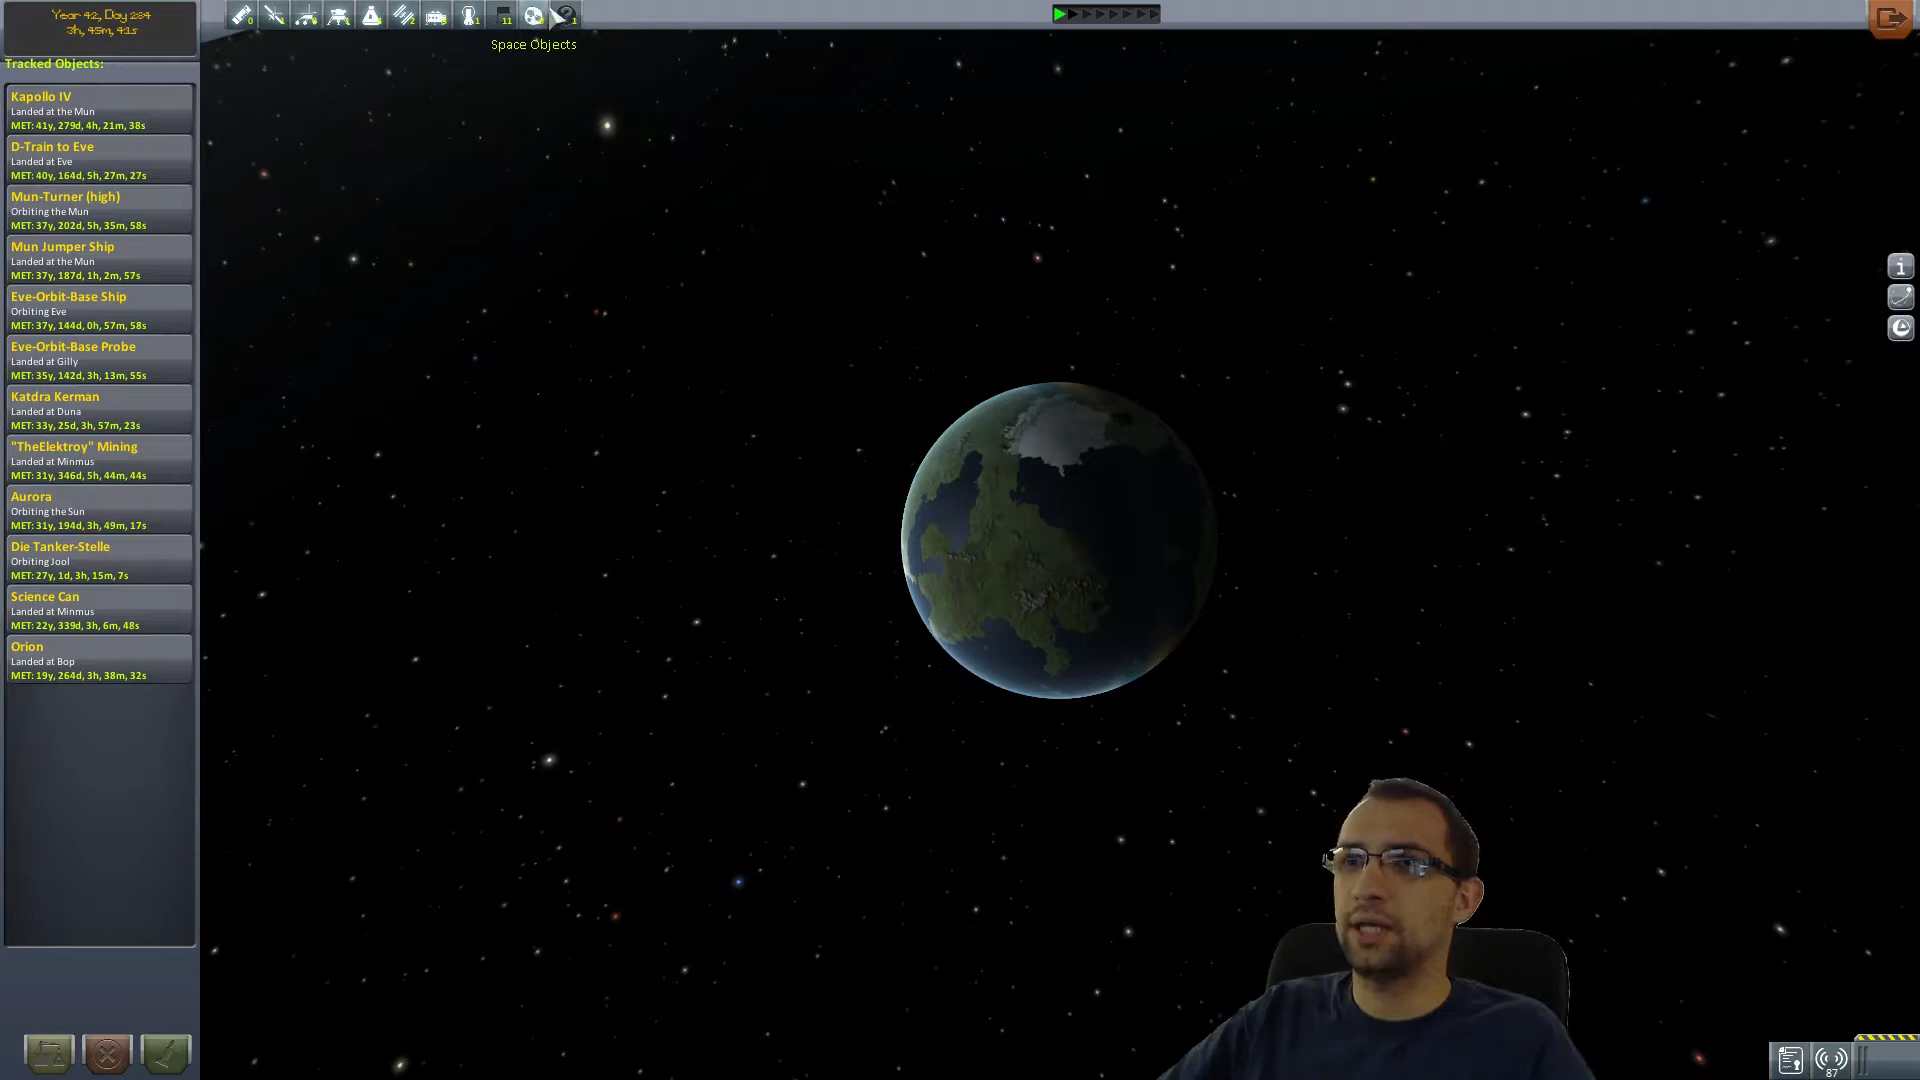 Year 42, Day 284
3h, 45m, 41s
Space Objects
Tracked Objects:
Kapollo IV
Landed at the Mun
MET: 41y, 279d, 4h, 21m, 38s
D-Train to Eve
Landed at Eve
MET: 40y, 164d, 5h, 27m, 27s
Mun-Turner (high)
Orbiting the Mun
MET: 37y, 202d, 5h, 35m, 58s
Mun Jumper Ship
Landed at the Mun
MET: 37y, 187d, 1h, 2m, 57s
Eve-Orbit-Base Ship
Orbiting Eve
MET: 37y, 144d, 0h, 57m, 58s
Eve-Orbit-Base Probe
Landed at Gilly
MET: 35y, 142d, 3h, 13m, 55s
Katdra Kerman
Landed at Duna
MET: 33y, 25d, 3h, 57m, 23s
"TheElektroy" Mining
Landed at Minmus
MET: 31y, 346d, 5h, 44m, 44s
Aurora
Orbiting the Sun
MET: 31y, 194d, 3h, 49m, 17s
Die Tanker-Stelle
Orbiting Jool
MET: 27y, 1d, 3h, 15m, 7s
Science Can
Landed at Minmus
MET: 22y, 339d, 3h, 6m, 48s
Orion
Landed at Bop
MET: 19y, 264d, 3h, 38m, 32s
87